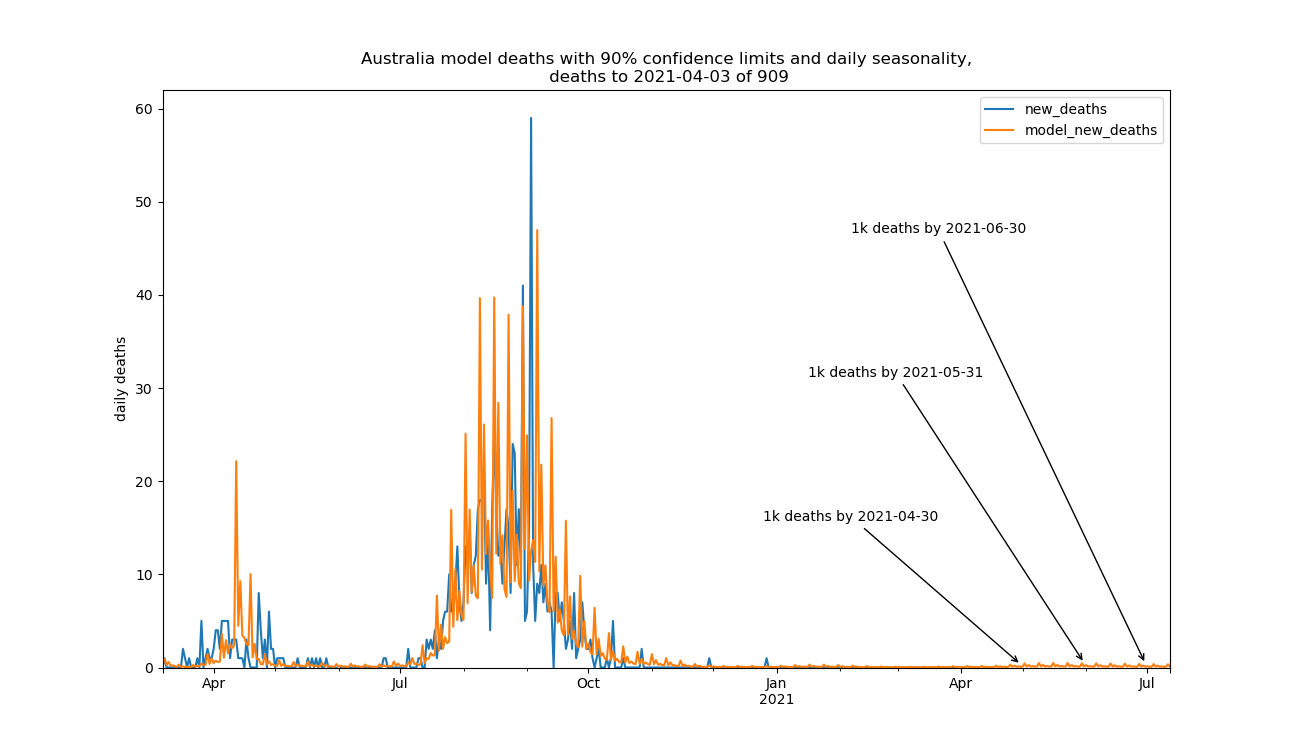 Australia model deaths with 90% confidence limits and daily seasonality,
deaths to 2021-04-03 of 909
new_deaths
model_new_deaths
daily deaths
60
50
40
30
20
10
0
1k deaths by 2021-06-30
1k deaths by 2021-05-31
1k deaths by 2021-04-30
Apr
Jul
Oct
Jan
2021
Apr
Jul